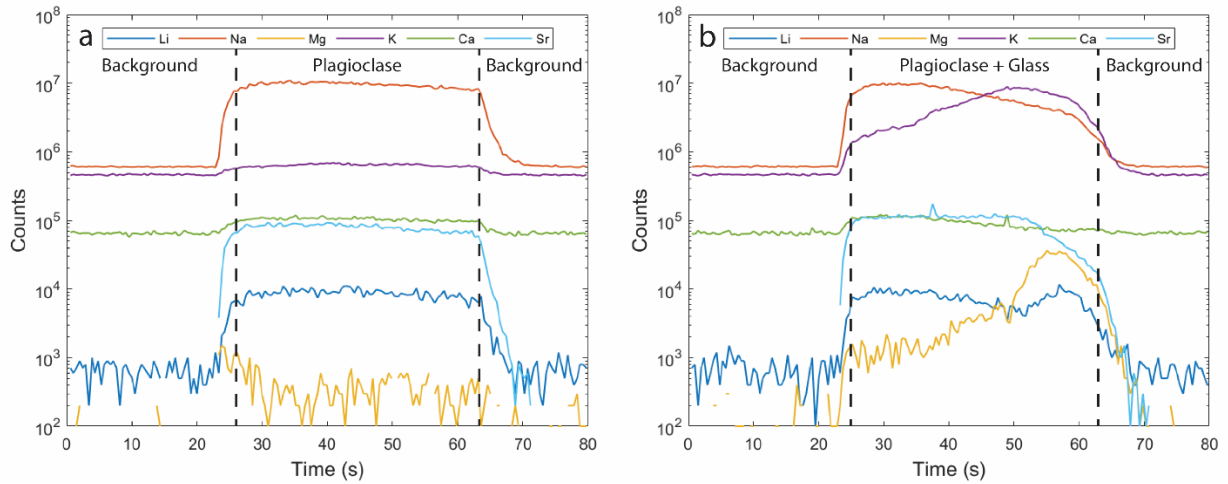 a
Li Na Mg K Ca Sr
Background Plagioclase Background
10^8
10^7
10^6
10^5
10^4
10^3
10^2
Counts
0 10 20 30 40 50 60 70 80
Time (s)
b
Li Na Mg K Ca Sr
Background Plagioclase + Glass Background
10^8
10^7
10^6
10^5
10^4
10^3
10^2
Counts
0 10 20 30 40 50 60 70 80
Time (s)